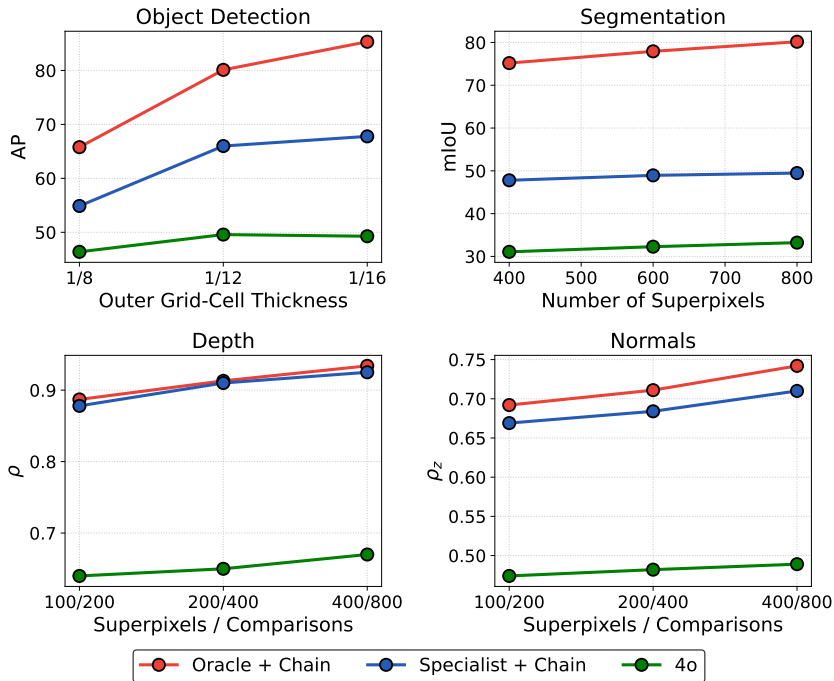 Object Detection
AP
80
70
60
50
1/8 1/12 1/16
Outer Grid-Cell Thickness
Segmentation
mIoU
80
70
60
50
40
30
400 500 600 700 800
Number of Superpixels
Depth
ρ
0.9
0.8
0.7
100/200 200/400 400/800
Superpixels / Comparisons
Normals
ρz
0.75
0.70
0.65
0.60
0.55
0.50
100/200 200/400 400/800
Superpixels / Comparisons
Oracle + Chain Specialist + Chain 4o